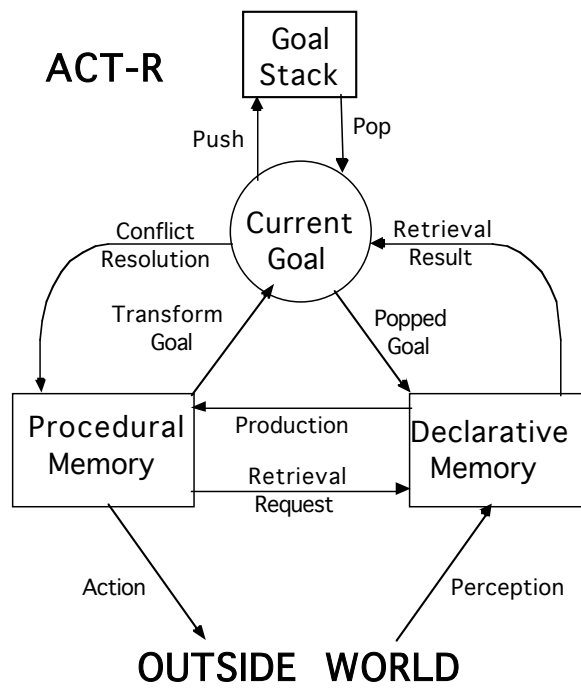 ACT-R
Goal
Stack
Push
Pop
Current
Goal
Conflict
Resolution
Retrieval
Result
Transform
Goal
Popped
Goal
Procedural
Memory
Production
Declarative
Memory
Retrieval
Request
Action
Perception
OUTSIDE WORLD